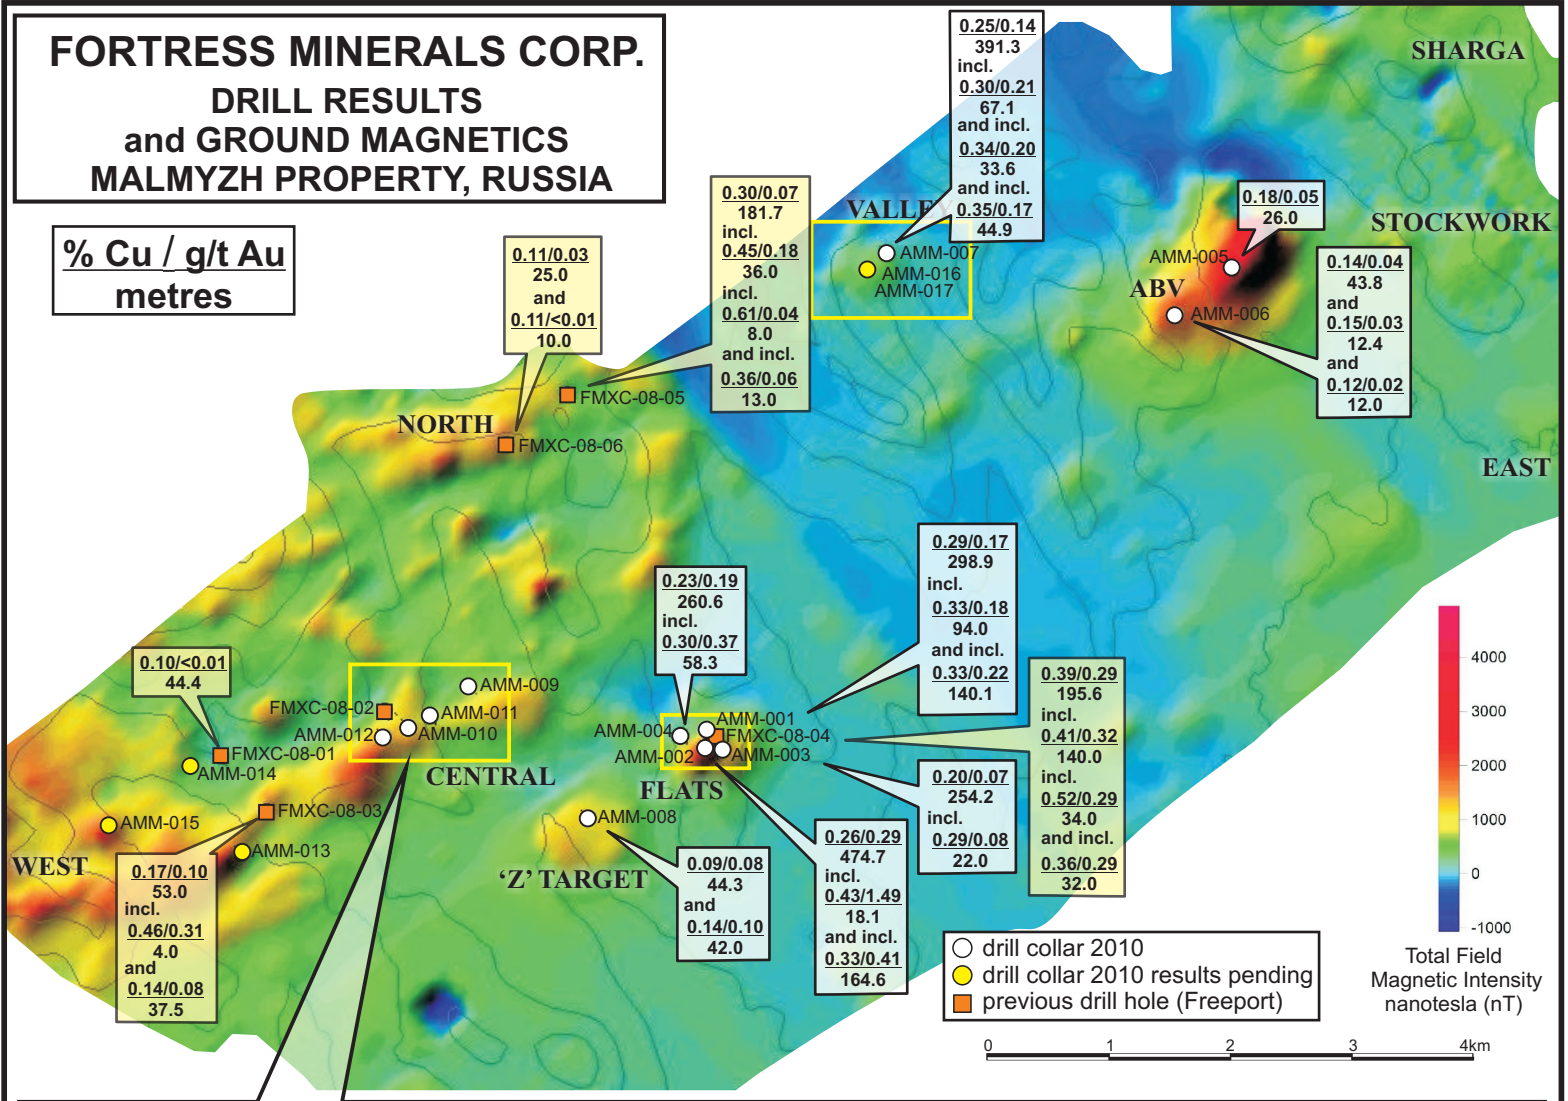 FORTRESS MINERALS CORP.
DRILL RESULTS
and GROUND MAGNETICS
MALMYZH PROPERTY, RUSSIA
% Cu / g/t Au
metres
0.25/0.14
391.3
incl.
0.30/0.21
67.1
and incl.
0.34/0.20
33.6
and incl.
0.35/0.17
44.9
SHARGA
0.30/0.07
181.7
incl.
0.45/0.18
36.0
incl.
0.61/0.04
8.0
and incl.
0.36/0.06
13.0
VALLEY
AMM-007
AMM-016
AMM-017
0.18/0.05
26.0
STOCKWORK
AMM-005
ABV
AMM-006
0.14/0.04
43.8
and
0.15/0.03
12.4
and
0.12/0.02
12.0
0.11/0.03
25.0
and
0.11/<0.01
10.0
FMXC-08-05
NORTH
FMXC-08-06
EAST
0.29/0.17
298.9
incl.
0.33/0.18
94.0
and incl.
0.33/0.22
140.1
0.23/0.19
260.6
incl.
0.30/0.37
58.3
0.10/<0.01
44.4
AMM-009
FMXC-08-02
AMM-011
AMM-012
AMM-010
FMXC-08-01
AMM-014
CENTRAL
AMM-001
AMM-004
FMXC-08-04
AMM-002
AMM-003
FLATS
0.39/0.29
195.6
incl.
0.41/0.32
140.0
incl.
0.52/0.29
34.0
and incl.
0.36/0.29
32.0
0.20/0.07
254.2
incl.
0.29/0.08
22.0
FMXC-08-03
AMM-015
AMM-013
WEST
AMM-008
'Z' TARGET
0.17/0.10
53.0
incl.
0.46/0.31
4.0
and
0.14/0.08
37.5
0.09/0.08
44.3
and
0.14/0.10
42.0
0.26/0.29
474.7
incl.
0.43/1.49
18.1
and incl.
0.33/0.41
164.6
4000
3000
2000
1000
0
-1000
Total Field
Magnetic Intensity
nanotesla (nT)
drill collar 2010
drill collar 2010 results pending
previous drill hole (Freeport)
0 1 2 3 4km